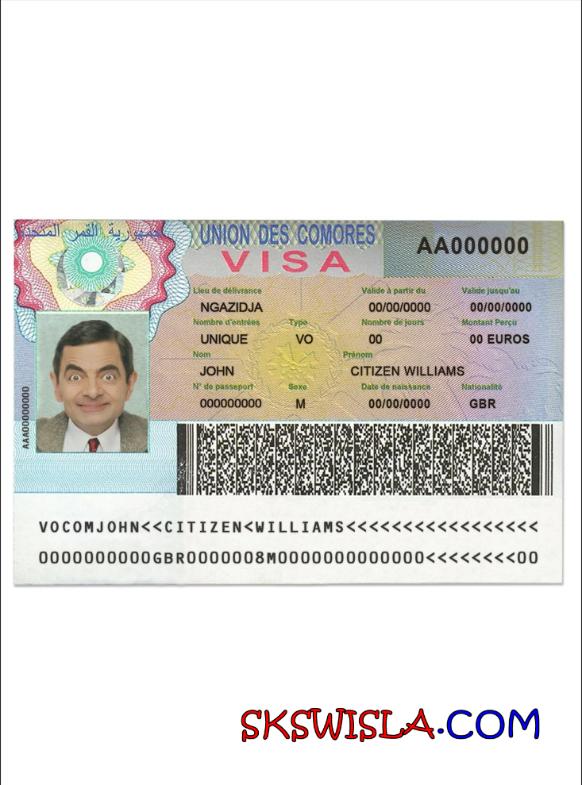 جمهورية القمر المتحدة
UNION DES COMORES
VISA
AA000000
Lieu de délivrance Valide à partir du Valide jusqu'au
NGAZIDJA 00/00/0000 00/00/0000
Nombre d'entrées Type Nombre de jours Montant Perçu
UNIQUE VO 00 00 EUROS
Nom Prénom
JOHN CITIZEN WILLIAMS
N° de passeport Sexe Date de naissance Nationalité
000000000 M 00/00/0000 GBR
AAA00000000
VOCOMJOHN<<CITIZEN<WILLIAMS<<<<<<<<<<<<<<<<<
0000000000GBR0000008M0000000000000<<<<<<<<00
SKSWISLA.COM